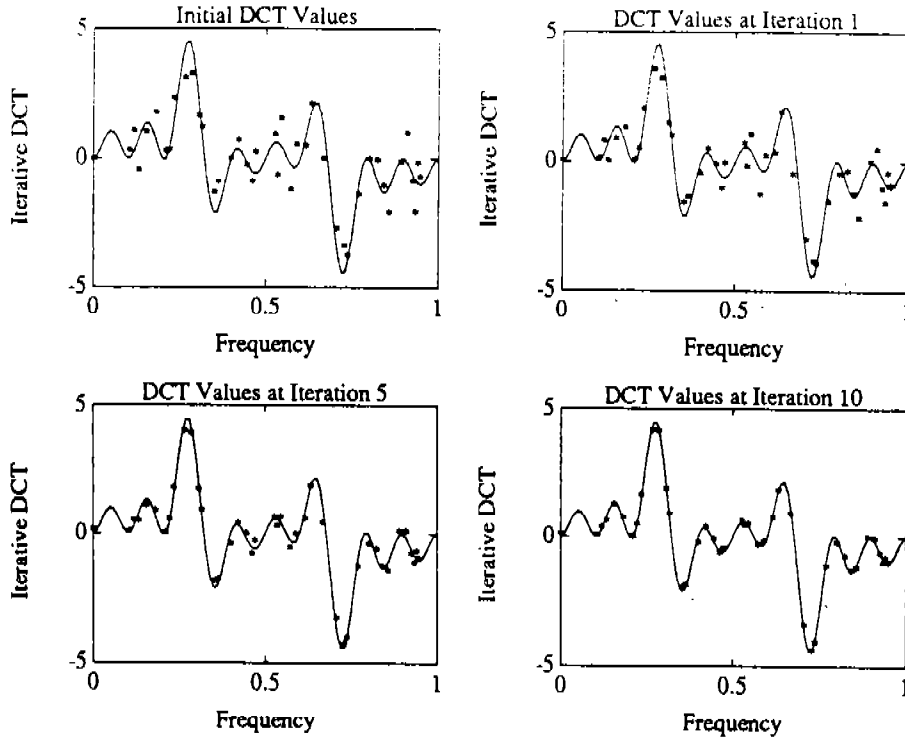 Initial DCT Values
5
0
-5
Iterative DCT
0
0.5
1
Frequency
DCT Values at Iteration 1
5
0
-5
Iterative DCT
0
0.5
1
Frequency
DCT Values at Iteration 5
5
0
-5
Iterative DCT
0
0.5
1
Frequency
DCT Values at Iteration 10
5
0
-5
Iterative DCT
0
0.5
1
Frequency